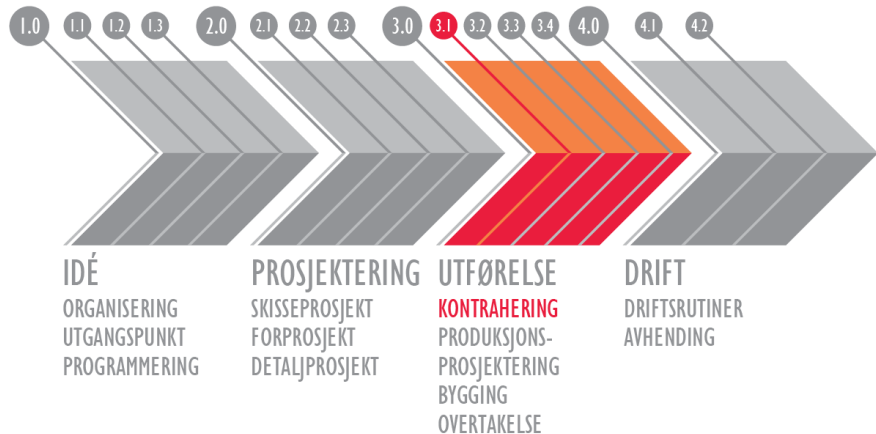 1.0 1.1 1.2 1.3 2.0 2.1 2.2 2.3 3.0 3.1 3.2 3.3 3.4 4.0 4.1 4.2
IDÉ
ORGANISERING
UTGANGSPUNKT
PROGRAMMERING
PROSJEKTERING
SKISSEPROSJEKT
FORPROSJEKT
DETALJPROSJEKT
UTFØRELSE
KONTRAHERING
PRODUKSJONS-
PROSJEKTERING
BYGGING
OVERTAKELSE
DRIFT
DRIFTSRUTINER
AVHENDING